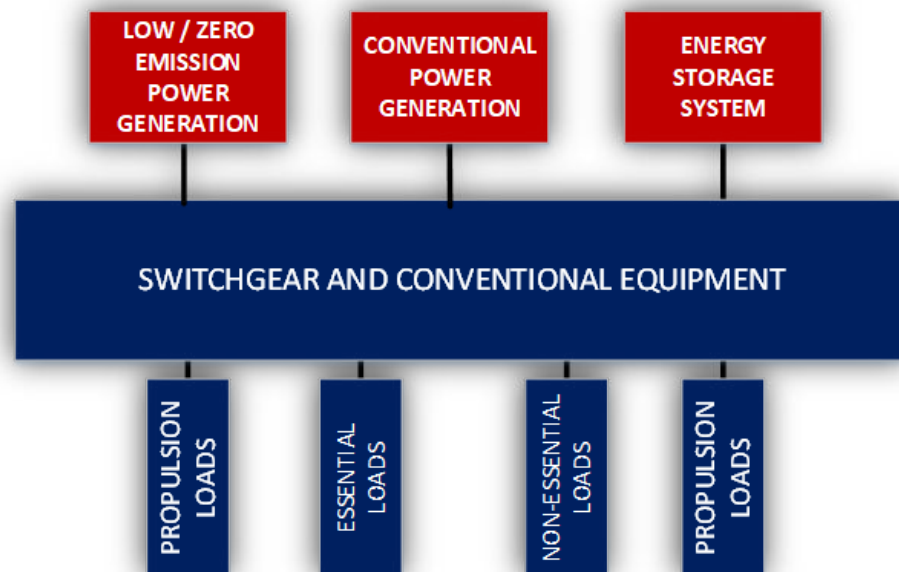 LOW / ZERO
EMISSION
POWER
GENERATION
CONVENTIONAL
POWER
GENERATION
ENERGY
STORAGE
SYSTEM
SWITCHGEAR AND CONVENTIONAL EQUIPMENT
PROPULSION
LOADS
ESSENTIAL
LOADS
NON-ESSENTIAL
LOADS
PROPULSION
LOADS